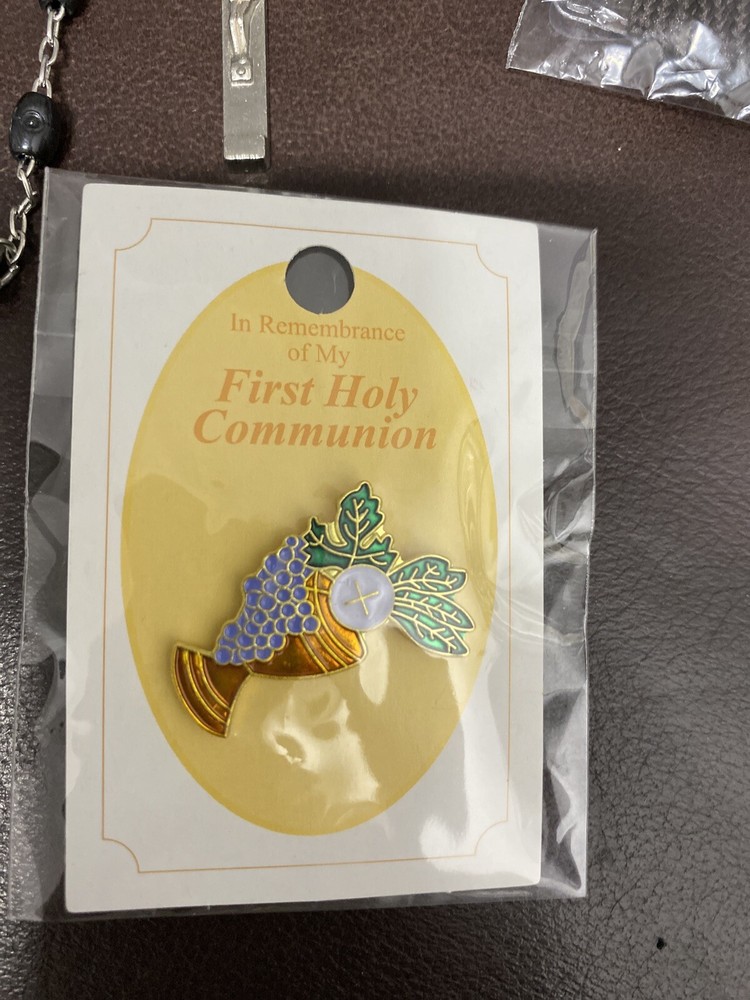 In Remembrance
of My
First Holy
Communion